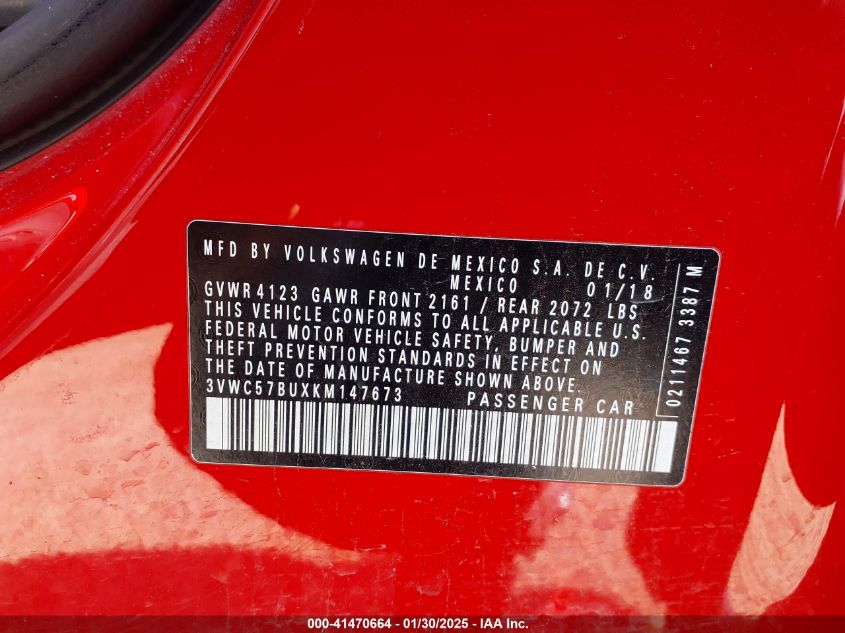 MFD BY VOLKSWAGEN DE MEXICO S.A. DE C.V.
MEXICO 01/18
GVWR 4123 GAWR FRONT 2161 / REAR 2072 LBS
THIS VEHICLE CONFORMS TO ALL APPLICABLE U.S.
FEDERAL MOTOR VEHICLE SAFETY, BUMPER AND
THEFT PREVENTION STANDARDS IN EFFECT ON
THE DATE OF MANUFACTURE SHOWN ABOVE.
3VWC57BUXKM147673 PASSENGER CAR
0211467 3387 M
000-41470664 - 01/30/2025 - IAA Inc.